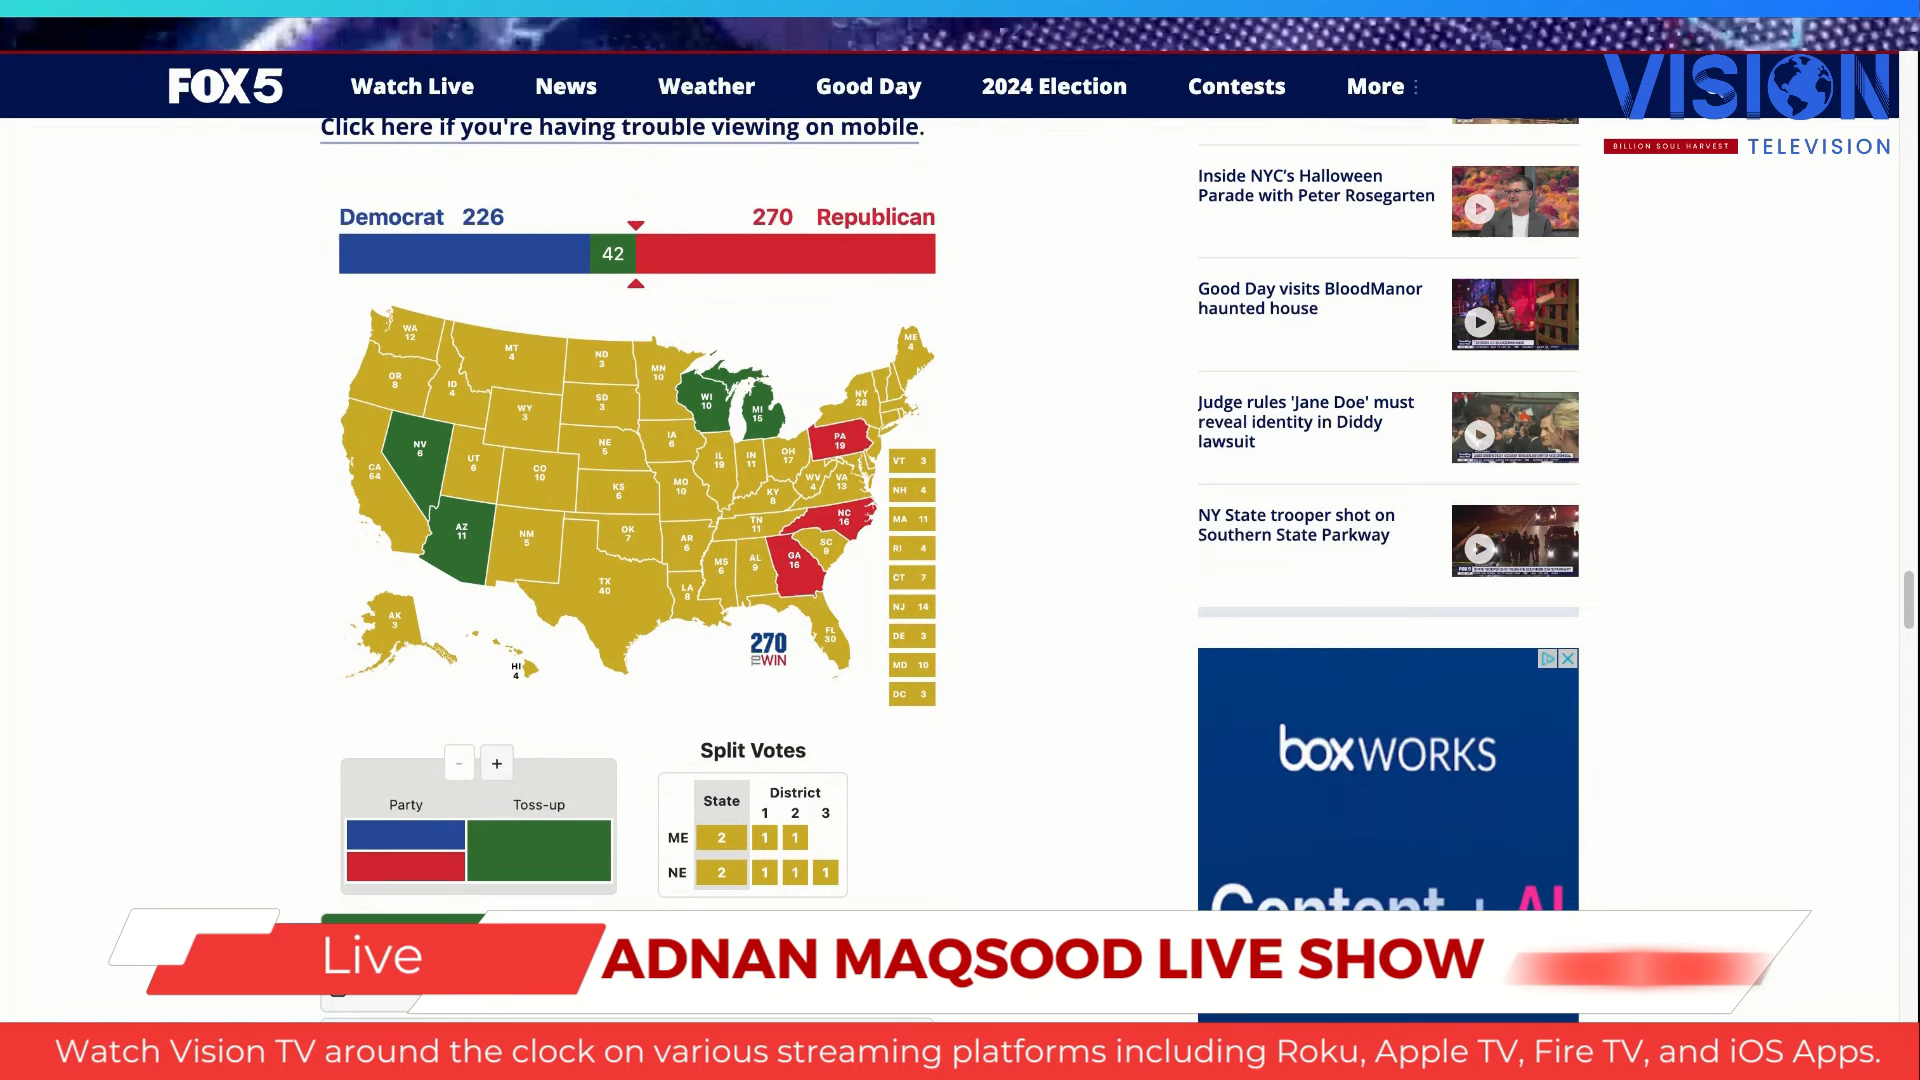 FOX 5 Watch Live News Weather Good Day 2024 Election Contests More
VISION
BILLION SOUL HARVEST TELEVISION
Click here if you're having trouble viewing on mobile.
Democrat 226 270 Republican
42
WA 12
OR 8
CA 54
NV 6
ID 4
MT 4
WY 3
UT 6
AZ 11
CO 10
NM 5
ND 3
SD 3
NE 5
KS 6
OK 7
TX 40
MN 10
IA 6
MO 10
AR 6
LA 8
WI 10
IL 19
MI 15
IN 11
OH 17
KY 8
TN 11
MS 6
AL 9
GA 16
FL 30
SC 9
NC 16
VA 13
WV 4
PA 19
NY 28
ME 4
AK 3
HI 4
VT 3
NH 4
MA 11
RI 4
CT 7
NJ 14
DE 3
MD 10
DC 3
270
TO WIN
- +
Party Toss-up
Split Votes
State District
1 2 3
ME 2 1 1
NE 2 1 1 1
Inside NYC's Halloween
Parade with Peter Rosegarten
Good Day visits BloodManor
haunted house
Judge rules 'Jane Doe' must
reveal identity in Diddy
lawsuit
NY State trooper shot on
Southern State Parkway
boxWORKS
Content + AI
Live
ADNAN MAQSOOD LIVE SHOW
Watch Vision TV around the clock on various streaming platforms including Roku, Apple TV, Fire TV, and iOS Apps.